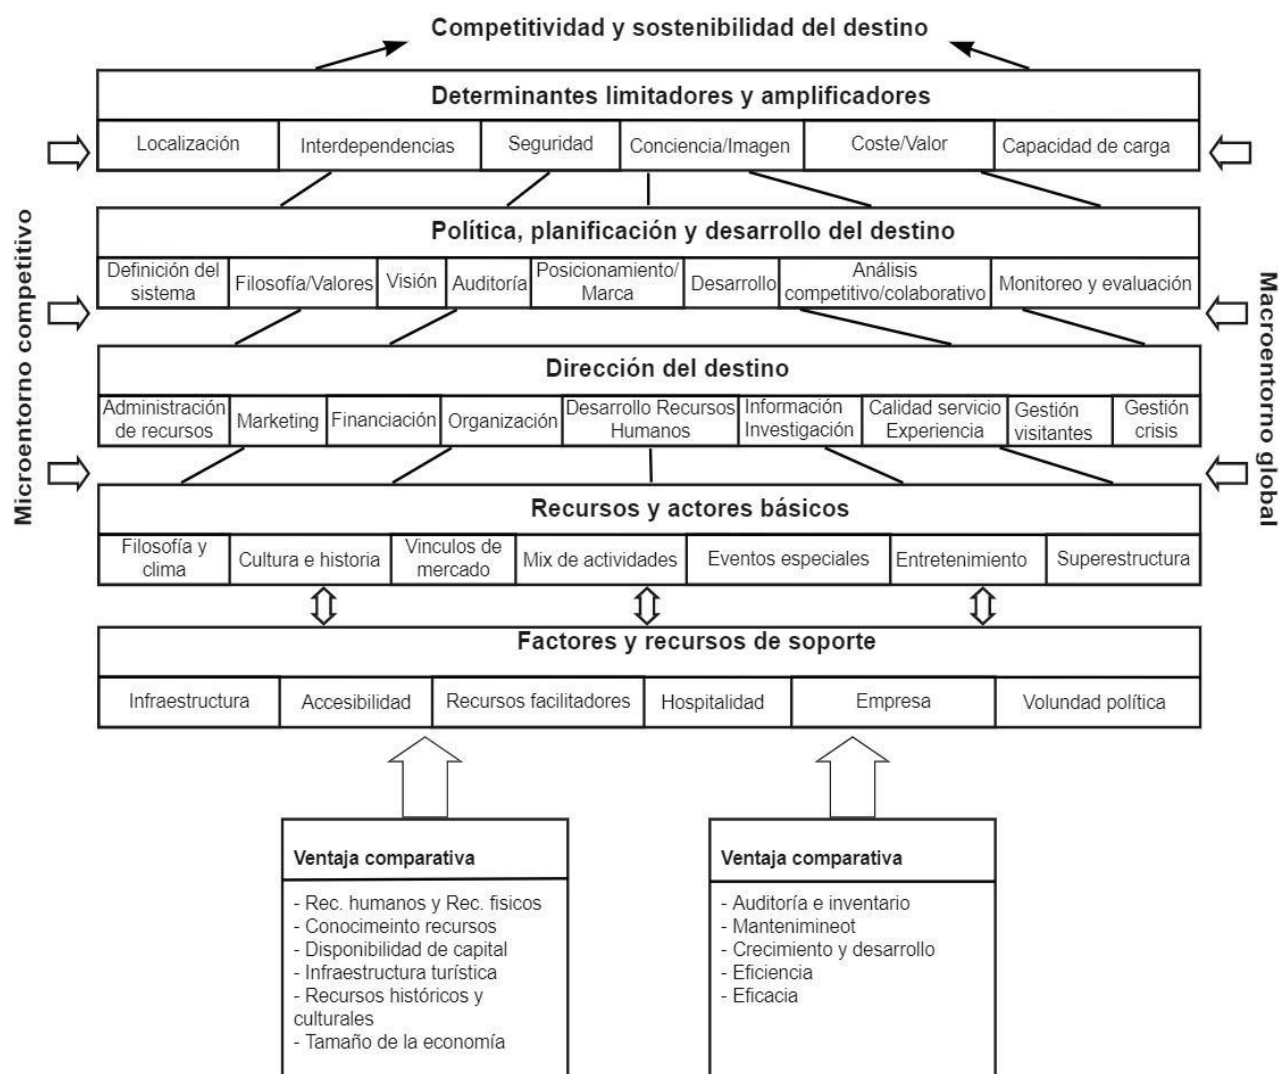 Competitividad y sostenibilidad del destino
Determinantes limitadores y amplificadores
Localización
Interdependencias
Seguridad
Conciencia/Imagen
Coste/Valor
Capacidad de carga
Microentorno competitivo
Macroentorno global
Política, planificación y desarrollo del destino
Definición del
sistema
Filosofía/Valores
Visión
Auditoría
Posicionamiento/
Marca
Desarrollo
Análisis
competitivo/colaborativo
Monitoreo y evaluación
Dirección del destino
Administración
de recursos
Marketing
Financiación
Organización
Desarrollo Recursos
Humanos
Información
Investigación
Calidad servicio
Experiencia
Gestión
visitantes
Gestión
crisis
Recursos y actores básicos
Filosofía y
clima
Cultura e historia
Vinculos de
mercado
Mix de actividades
Eventos especiales
Entretenimiento
Superestructura
Factores y recursos de soporte
Infraestructura
Accesibilidad
Recursos facilitadores
Hospitalidad
Empresa
Volundad política
Ventaja comparativa
- Rec. humanos y Rec. fisicos
- Conocimeinto recursos
- Disponibilidad de capital
- Infraestructura turística
- Recursos históricos y
culturales
- Tamaño de la economía
Ventaja comparativa
- Auditoría e inventario
- Mantenimineot
- Crecimiento y desarrollo
- Eficiencia
- Eficacia